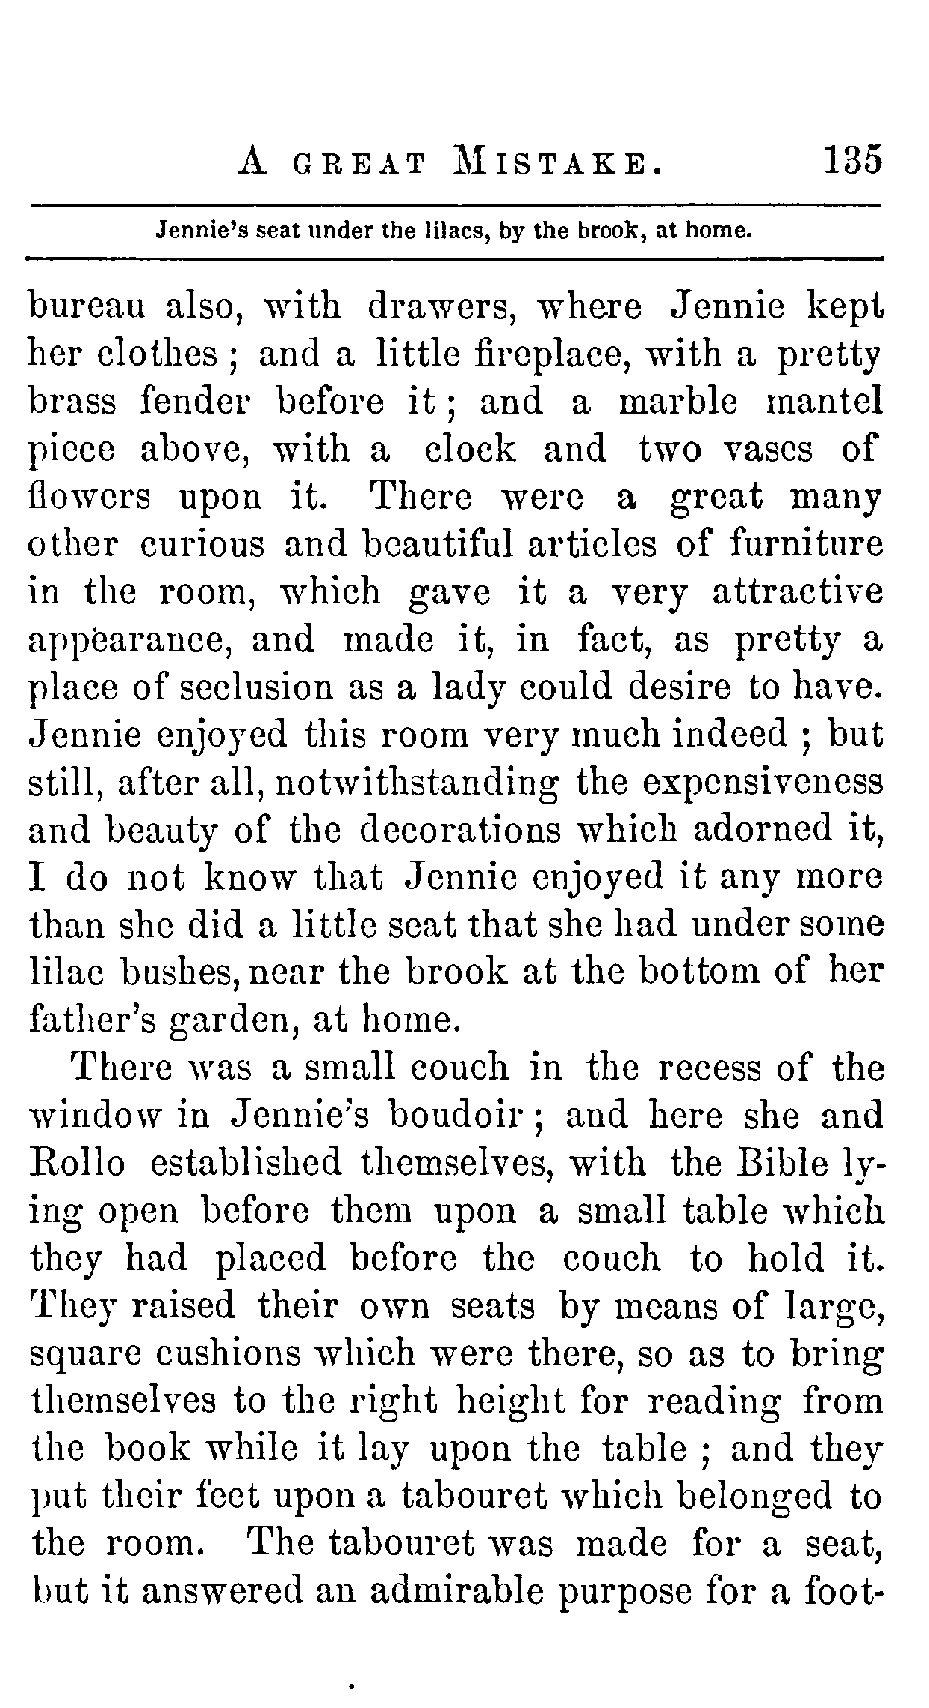 A GREAT MISTAKE. 135
Jennie's seat under the lilacs, by the brook, at home.
bureau also, with drawers, where Jennie kept
her clothes ; and a little fireplace, with a pretty
brass fender before it ; and a marble mantel
piece above, with a clock and two vases of
flowers upon it. There were a great many
other curious and beautiful articles of furniture
in the room, which gave it a very attractive
appearance, and made it, in fact, as pretty a
place of seclusion as a lady could desire to have.
Jennie enjoyed this room very much indeed ; but
still, after all, notwithstanding the expensiveness
and beauty of the decorations which adorned it,
I do not know that Jennie enjoyed it any more
than she did a little seat that she had under some
lilac bushes, near the brook at the bottom of her
father's garden, at home.
There was a small couch in the recess of the
window in Jennie's boudoir ; and here she and
Rollo established themselves, with the Bible ly-
ing open before them upon a small table which
they had placed before the couch to hold it.
They raised their own seats by means of large,
square cushions which were there, so as to bring
themselves to the right height for reading from
the book while it lay upon the table ; and they
put their feet upon a tabouret which belonged to
the room. The tabouret was made for a seat,
but it answered an admirable purpose for a foot-